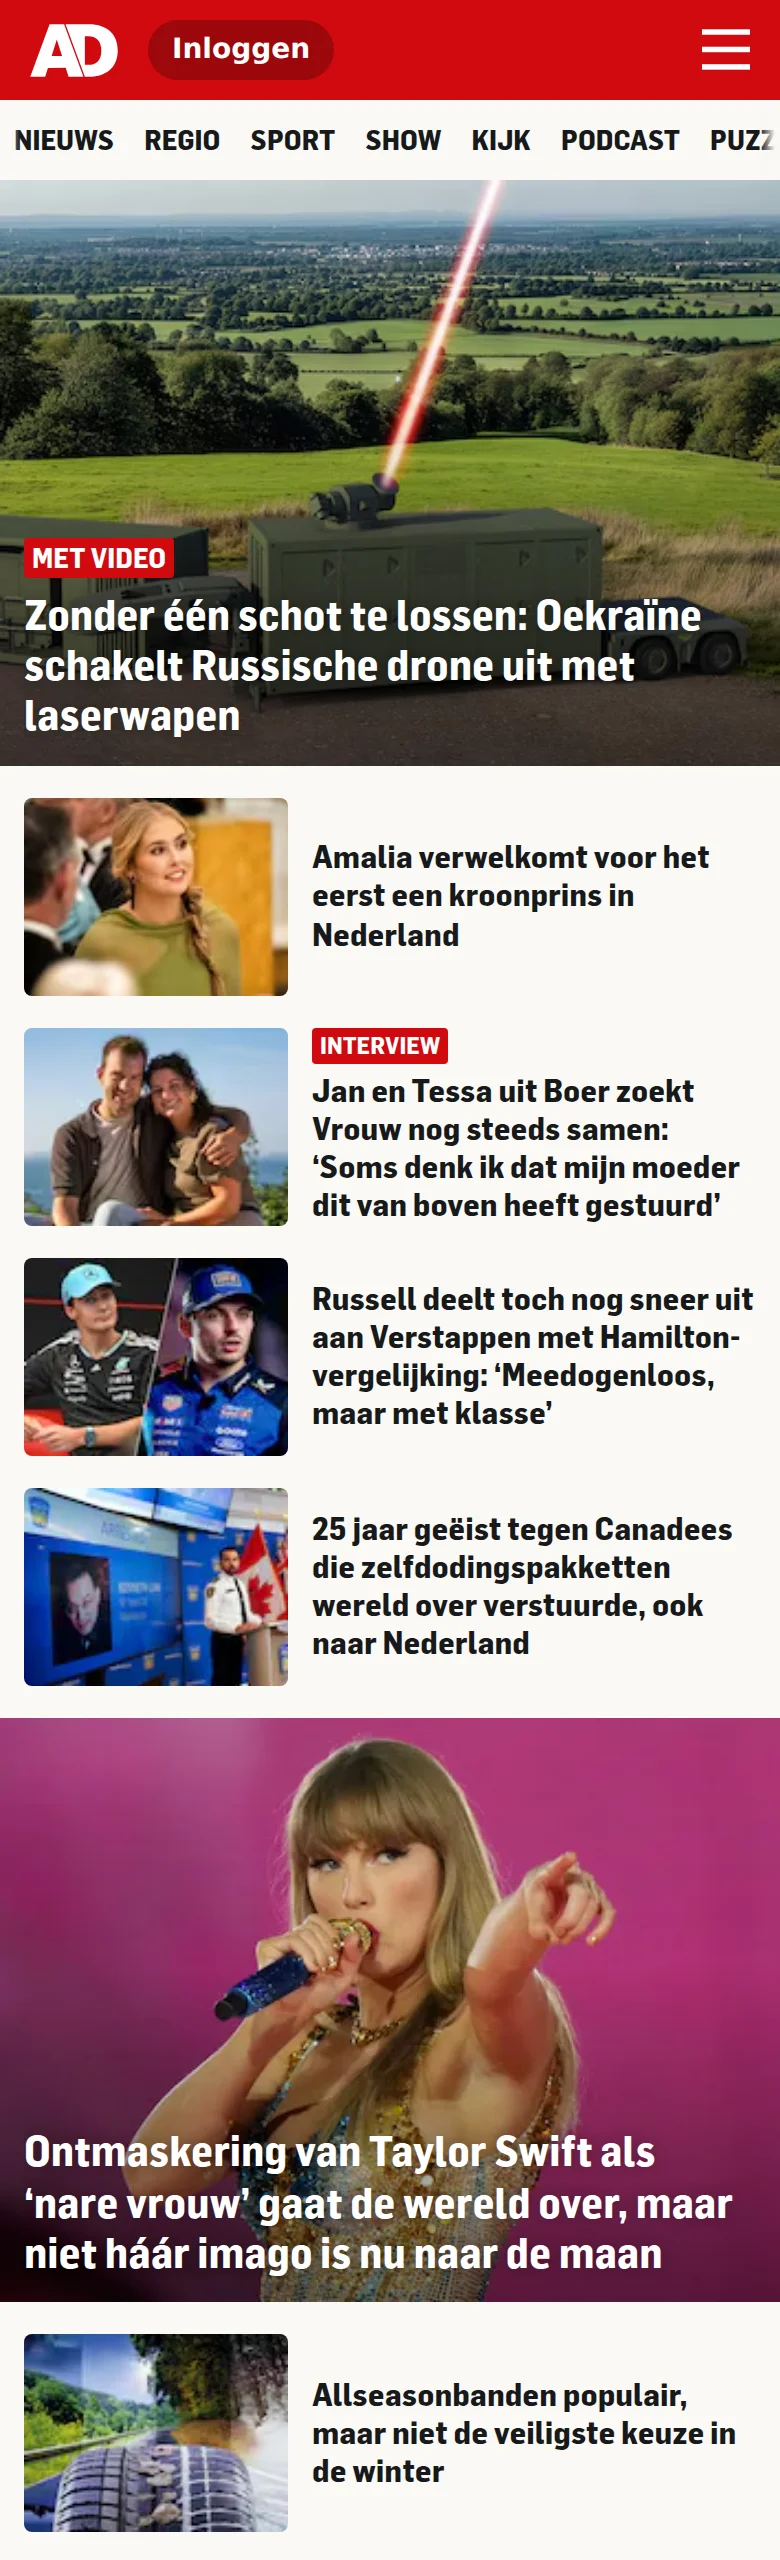 AD
Inloggen
NIEUWS REGIO SPORT SHOW KIJK PODCAST PUZZ
MET VIDEO
Zonder één schot te lossen: Oekraïne
schakelt Russische drone uit met
laserwapen
Amalia verwelkomt voor het
eerst een kroonprins in
Nederland
INTERVIEW
Jan en Tessa uit Boer zoekt
Vrouw nog steeds samen:
‘Soms denk ik dat mijn moeder
dit van boven heeft gestuurd’
Russell deelt toch nog sneer uit
aan Verstappen met Hamilton-
vergelijking: ‘Meedogenloos,
maar met klasse’
25 jaar geëist tegen Canadees
die zelfdodingspakketten
wereld over verstuurde, ook
naar Nederland
Ontmaskering van Taylor Swift als
‘nare vrouw’ gaat de wereld over, maar
niet háár imago is nu naar de maan
Allseasonbanden populair,
maar niet de veiligste keuze in
de winter